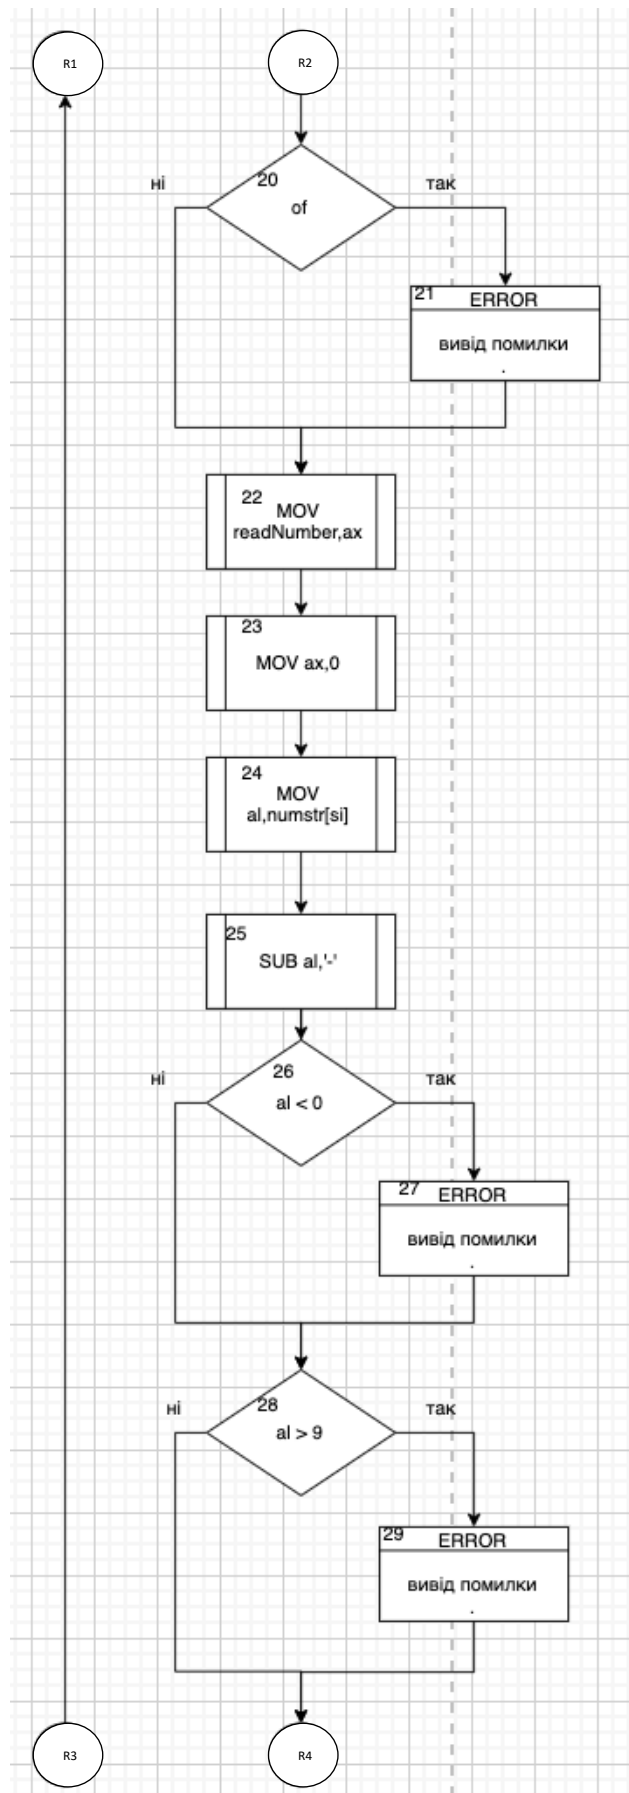 R1
R2
20
ні
так
of
21
ERROR
вивід помилки
.
22
MOV
readNumber,ax
23
MOV ax,0
24
MOV
al,numstr[si]
25
SUB al,'-'
26
ні
так
al < 0
27
ERROR
вивід помилки
.
28
ні
так
al > 9
29
ERROR
вивід помилки
.
R3
R4